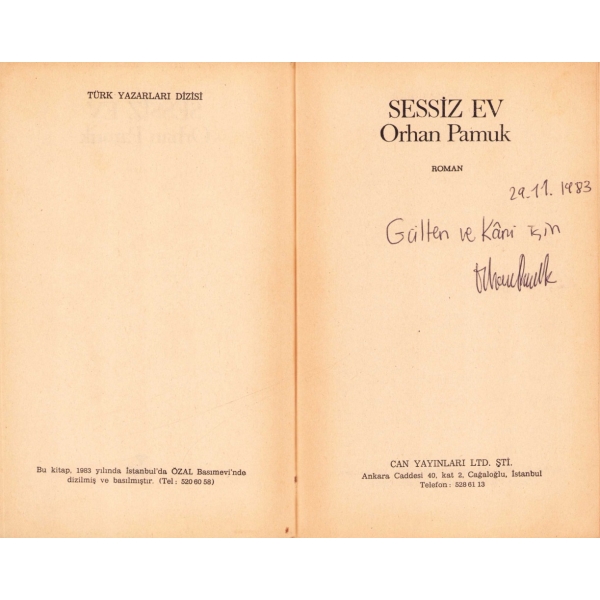 TÜRK YAZARLARI DİZİSİ
Bu kitap, 1983 yılında İstanbul'da ÖZAL Basımevi'nde
dizilmiş ve basılmıştır. (Tel: 520 60 58)
SESSİZ EV
Orhan Pamuk
ROMAN
29.11.1983
Gülten ve Kâni için
Orhan Pamuk
CAN YAYINLARI LTD. ŞTİ.
Ankara Caddesi 40, kat 2, Cağaloğlu, İstanbul
Telefon: 528 61 13